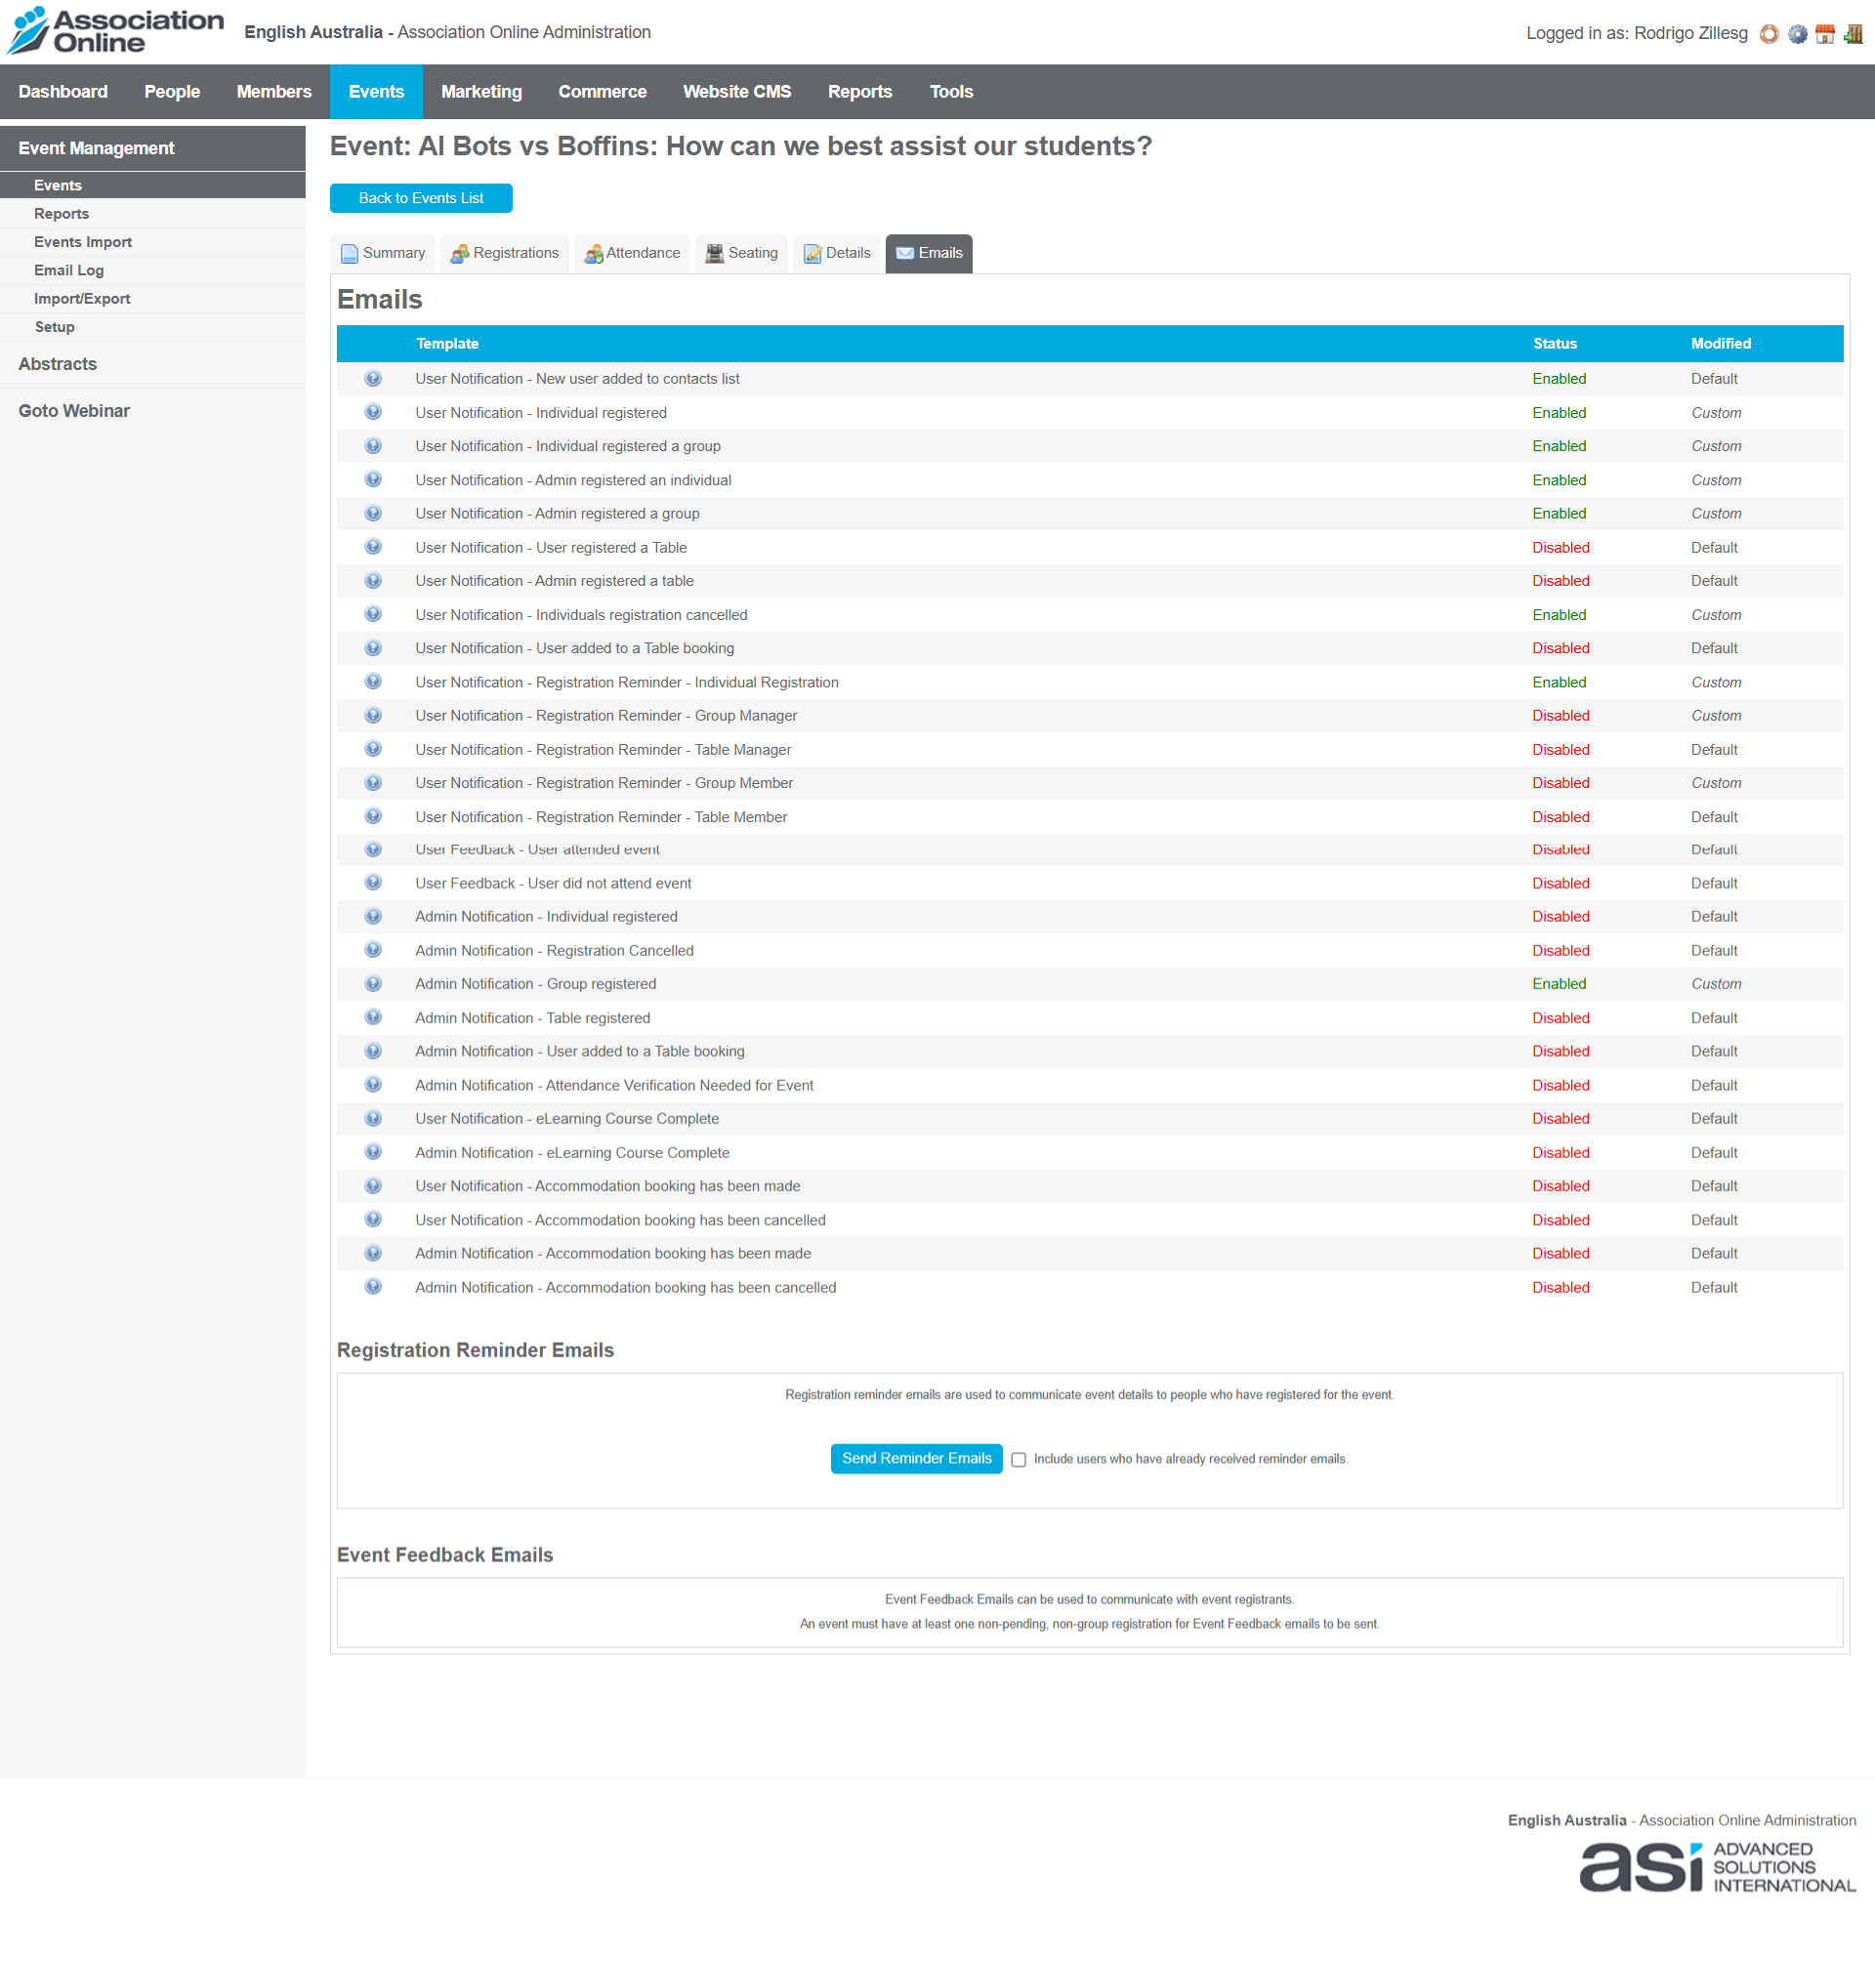 Association
Online
English Australia - Association Online Administration
Logged in as: Rodrigo Zillesg
Dashboard People Members Events Marketing Commerce Website CMS Reports Tools
Event Management
Events
Reports
Events Import
Email Log
Import/Export
Setup
Abstracts
Goto Webinar
Event: AI Bots vs Boffins: How can we best assist our students?
Back to Events List
Summary Registrations Attendance Seating Details Emails
Emails
Template Status Modified
User Notification - New user added to contacts list Enabled Default
User Notification - Individual registered Enabled Custom
User Notification - Individual registered a group Enabled Custom
User Notification - Admin registered an individual Enabled Custom
User Notification - Admin registered a group Enabled Custom
User Notification - User registered a Table Disabled Default
User Notification - Admin registered a table Disabled Default
User Notification - Individuals registration cancelled Enabled Custom
User Notification - User added to a Table booking Disabled Default
User Notification - Registration Reminder - Individual Registration Enabled Custom
User Notification - Registration Reminder - Group Manager Disabled Custom
User Notification - Registration Reminder - Table Manager Disabled Default
User Notification - Registration Reminder - Group Member Disabled Custom
User Notification - Registration Reminder - Table Member Disabled Default
User Feedback - User attended event Disabled Default
User Feedback - User did not attend event Disabled Default
Admin Notification - Individual registered Disabled Default
Admin Notification - Registration Cancelled Disabled Default
Admin Notification - Group registered Enabled Custom
Admin Notification - Table registered Disabled Default
Admin Notification - User added to a Table booking Disabled Default
Admin Notification - Attendance Verification Needed for Event Disabled Default
User Notification - eLearning Course Complete Disabled Default
Admin Notification - eLearning Course Complete Disabled Default
User Notification - Accommodation booking has been made Disabled Default
User Notification - Accommodation booking has been cancelled Disabled Default
Admin Notification - Accommodation booking has been made Disabled Default
Admin Notification - Accommodation booking has been cancelled Disabled Default
Registration Reminder Emails
Registration reminder emails are used to communicate event details to people who have registered for the event.
Send Reminder Emails Include users who have already received reminder emails.
Event Feedback Emails
Event Feedback Emails can be used to communicate with event registrants.
An event must have at least one non-pending, non-group registration for Event Feedback emails to be sent.
English Australia - Association Online Administration
asi ADVANCED
SOLUTIONS
INTERNATIONAL